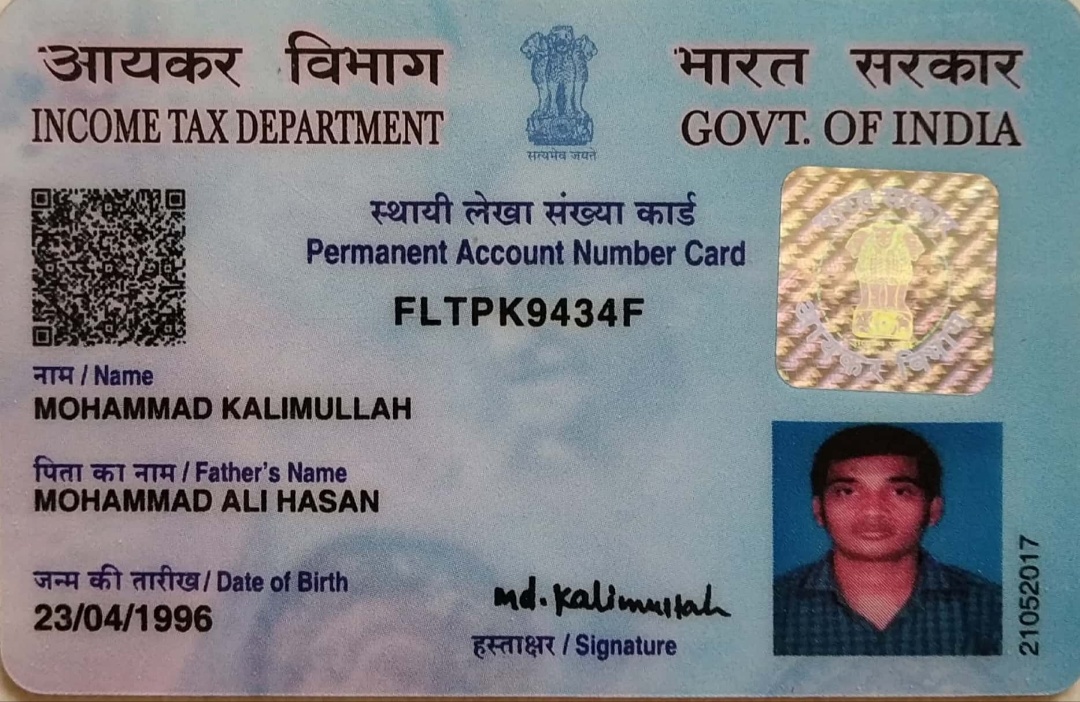 आयकर विभाग
INCOME TAX DEPARTMENT
सत्यमेव जयते
भारत सरकार
GOVT. OF INDIA
स्थायी लेखा संख्या कार्ड
Permanent Account Number Card
FLTPK9434F
भारत सरकार
आयकर विभाग
नाम / Name
MOHAMMAD KALIMULLAH
पिता का नाम / Father's Name
MOHAMMAD ALI HASAN
जन्म की तारीख / Date of Birth
23/04/1996
md. Kalimullah
हस्ताक्षर / Signature
21052017